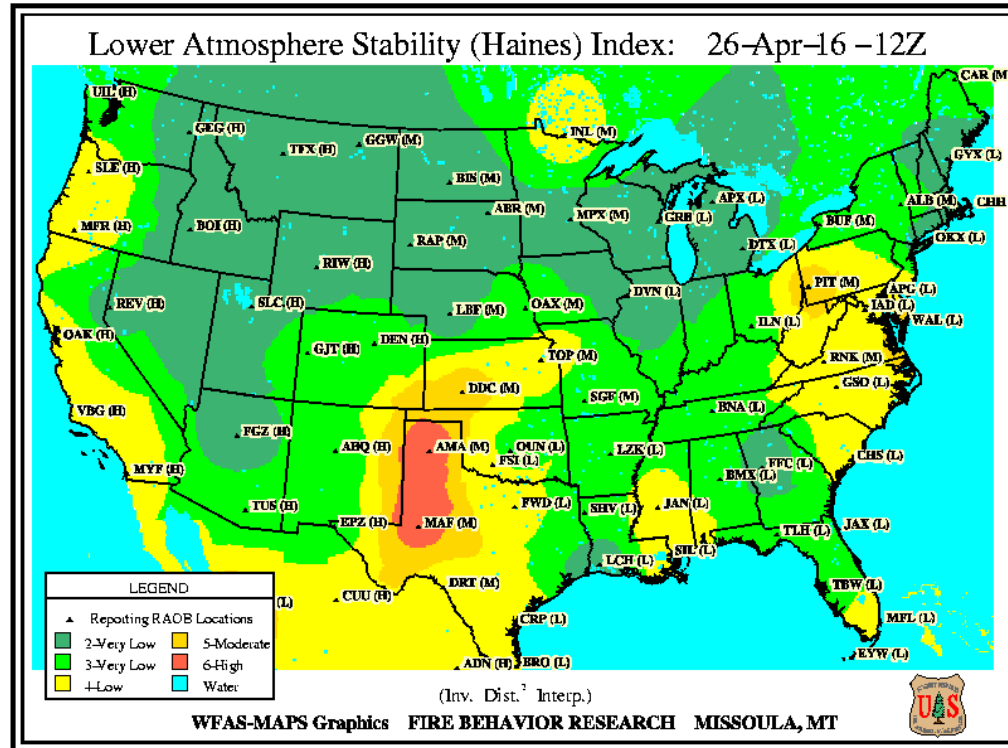 Lower Atmosphere Stability (Haines) Index: 26-Apr-16 -12Z
CAR (M
UIL (H)
GEG (H)
GGW (M)
INL (M)
TFX (H)
GYX (L)
SLE (H)
BIS (M)
APX (L)
ALB (M)
CHH
ABR (M)
MPX (M)
GRB (L)
BUF (M)
MFR (H)
BOI (H)
RAP (M)
DTX (L)
OKX (L)
RIW (H)
PIT (M)
APG (L)
REV (H)
SLC (H)
LBF (M)
OAX (M)
DVN (L)
IAD (L)
WAL (L)
ILN (L)
OAK (H)
DEN (H)
GJT (H)
TOP (M)
RNK (M)
DDC (M)
GSO (L)
SGF (M)
BNA (L)
VBG (H)
FGZ (H)
ABQ (H)
AMA (M)
OUN (L)
FSI (L)
LZK (L)
FFC (L)
CHS (L)
MYF (H)
BMX (L)
TUS (H)
FWD (L)
SHV (L)
JAN (L)
EPZ (H)
MAF (M)
TLH (L)
JAX (L)
SIL (L)
LCH (L)
DRT (M)
TBW (L)
(L)
CUU (H)
CRP (L)
MFL (L)
EYW (L)
ADN (H)
BRO (L)
LEGEND
Reporting RAOB Locations
2-Very Low 5-Moderate
3-Very Low 6-High
4-Low Water
(Inv. Dist.² Interp.)
WFAS-MAPS Graphics FIRE BEHAVIOR RESEARCH MISSOULA, MT
US